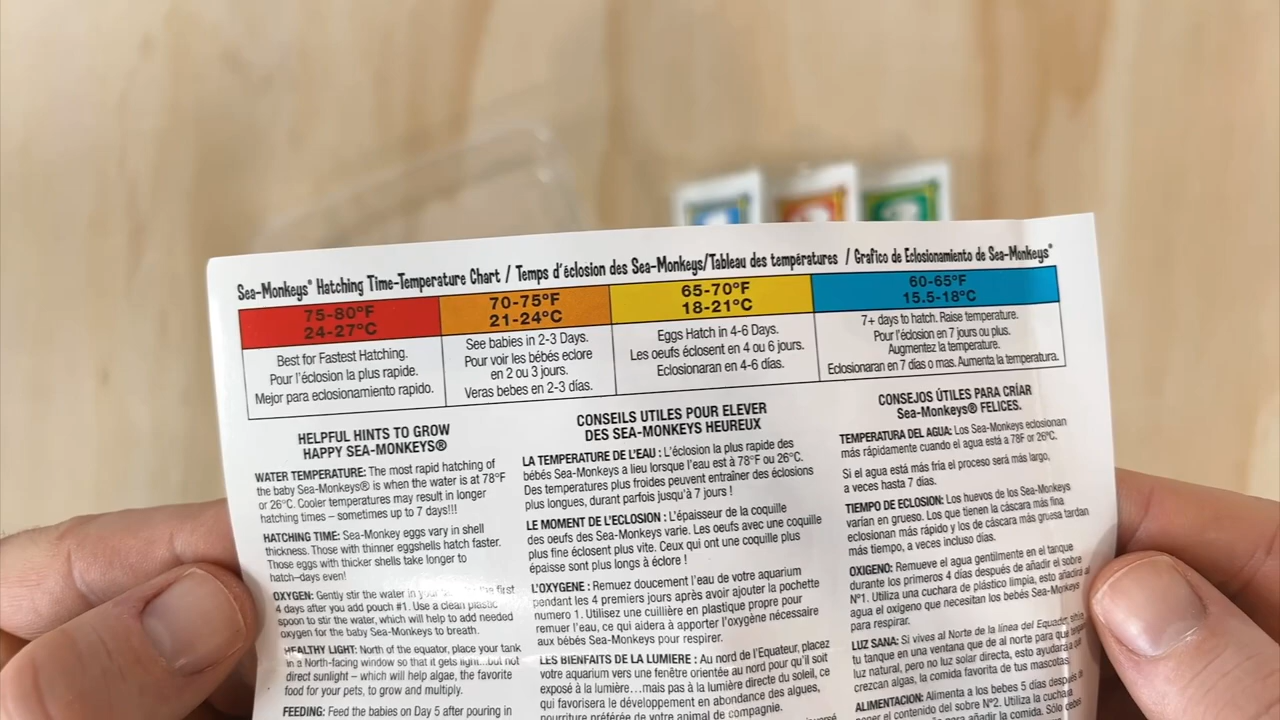 Sea-Monkeys® Hatching Time-Temperature Chart / Temps d'éclosion des Sea-Monkeys/Tableau des températures / Grafico de Eclosionamiento de Sea-Monkeys®
75-80°F
24-27°C
Best for Fastest Hatching.
Pour l'éclosion la plus rapide.
Mejor para eclosionamiento rapido.
70-75°F
21-24°C
See babies in 2-3 Days.
Pour voir les bébés eclore
en 2 ou 3 jours.
Veras bebes en 2-3 días.
65-70°F
18-21°C
Eggs Hatch in 4-6 Days.
Les oeufs éclosent en 4 ou 6 jours.
Eclosionaran en 4-6 días.
60-65°F
15.5-18°C
7+ days to hatch. Raise temperature.
Pour l'éclosion en 7 jours ou plus.
Augmentez la temperature.
Eclosionaran en 7 días o mas. Aumenta la temperatura.
HELPFUL HINTS TO GROW
HAPPY SEA-MONKEYS®
WATER TEMPERATURE: The most rapid hatching of
the baby Sea-Monkeys® is when the water is at 78°F
or 26°C. Cooler temperatures may result in longer
hatching times – sometimes up to 7 days!!!
HATCHING TIME: Sea-Monkey eggs vary in shell
thickness. Those with thinner eggshells hatch faster.
Those eggs with thicker shells take longer to
hatch–days even!
OXYGEN: Gently stir the water in the first
4 days after you add pouch #1. Use a clean plastic
spoon to stir the water, which will help to add needed
oxygen for the baby Sea-Monkeys to breath.
HEALTHY LIGHT: North of the equator, place your tank
in a North-facing window so that it gets light...but not
direct sunlight – which will help algae, the favorite
food for your pets, to grow and multiply.
FEEDING: Feed the babies on Day 5 after pouring in
CONSEILS UTILES POUR ELEVER
DES SEA-MONKEYS HEUREUX
LA TEMPERATURE DE L'EAU : L'éclosion la plus rapide des
bébés Sea-Monkeys a lieu lorsque l'eau est à 78°F ou 26°C.
Des temperatures plus froides peuvent entraîner des éclosions
plus longues, durant parfois jusqu'à 7 jours !
LE MOMENT DE L'ECLOSION : L'épaisseur de la coquille
des oeufs des Sea-Monkeys varie. Les oeufs avec une coquille
plus fine éclosent plus vite. Ceux qui ont une coquille plus
épaisse sont plus longs à éclore !
L'OXYGENE : Remuez doucement l'eau de votre aquarium
pendant les 4 premiers jours après avoir ajouter la pochette
numero 1. Utilisez une cuillière en plastique propre pour
remuer l'eau, ce qui aidera à apporter l'oxygène nécessaire
aux bébés Sea-Monkeys pour respirer.
LES BIENFAITS DE LA LUMIERE : Au nord de l'Equateur, placez
votre aquarium vers une fenêtre orientée au nord pour qu'il soit
exposé à la lumière...mais pas à la lumière directe du soleil, ce
qui favorisera le développement en abondance des algues,
nourriture préférée de votre animal de compagnie.
CONSEJOS ÚTILES PARA CRÍAR
Sea-Monkeys® FELICES.
TEMPERATURA DEL AGUA: Los Sea-Monkeys eclosionan
más rápidamente cuando el agua está a 78F or 26°C.
Si el agua está más fría el proceso será más largo,
a veces hasta 7 días.
TIEMPO DE ECLOSION: Los huevos de los Sea-Monkeys
varían en grueso. Los que tienen la cáscara más fina
eclosionan más rápido y los de cáscara más gruesa tardan
más tiempo, a veces incluso días.
OXIGENO: Remueve el agua gentilmente en el tanque
durante los primeros 4 días después de añadir el sobre
Nº1. Utiliza una cuchara de plástico limpia, esto añadirá al
agua el oxigeno que necesitan los bebés Sea-Monkeys
para respirar.
LUZ SANA: Si vives al Norte de la línea del Equador,
tu tanque en una ventana que de al norte para que tenga
luz natural, pero no luz solar directa, esto ayudará a que
crezcan algas, la comida favorita de tus mascotas.
ALIMENTACION: Alimenta a los bebes 5 días después
poner el contenido del sobre Nº2. Utiliza la cuchara
para añadir la comida. Sólo